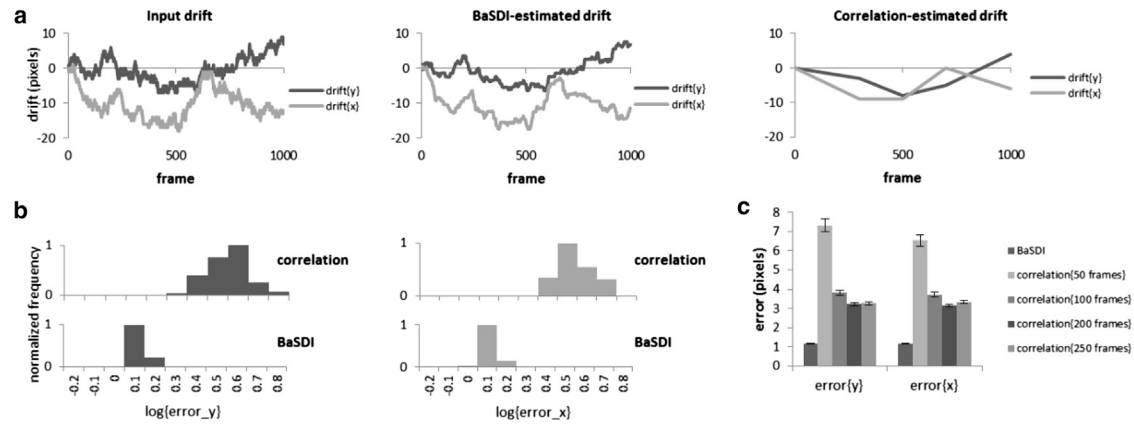 a
Input drift
BaSDI-estimated drift
Correlation-estimated drift
drift (pixels)
10
0
-10
-20
0
500
1000
frame
drift{y}
drift{x}
10
0
-10
-20
0
500
1000
frame
drift{y}
drift{x}
10
0
-10
-20
0
500
1000
frame
drift{y}
drift{x}
b
normalized frequency
1
0
correlation
1
0
BaSDI
-0.2
-0.1
0
0.1
0.2
0.3
0.4
0.5
0.6
0.7
0.8
log{error_y}
1
0
correlation
1
0
BaSDI
-0.2
-0.1
0
0.1
0.2
0.3
0.4
0.5
0.6
0.7
0.8
log{error_x}
c
error (pixels)
8
7
6
5
4
3
2
1
0
error{y}
error{x}
BaSDI
correlation{50 frames}
correlation{100 frames}
correlation{200 frames}
correlation{250 frames}